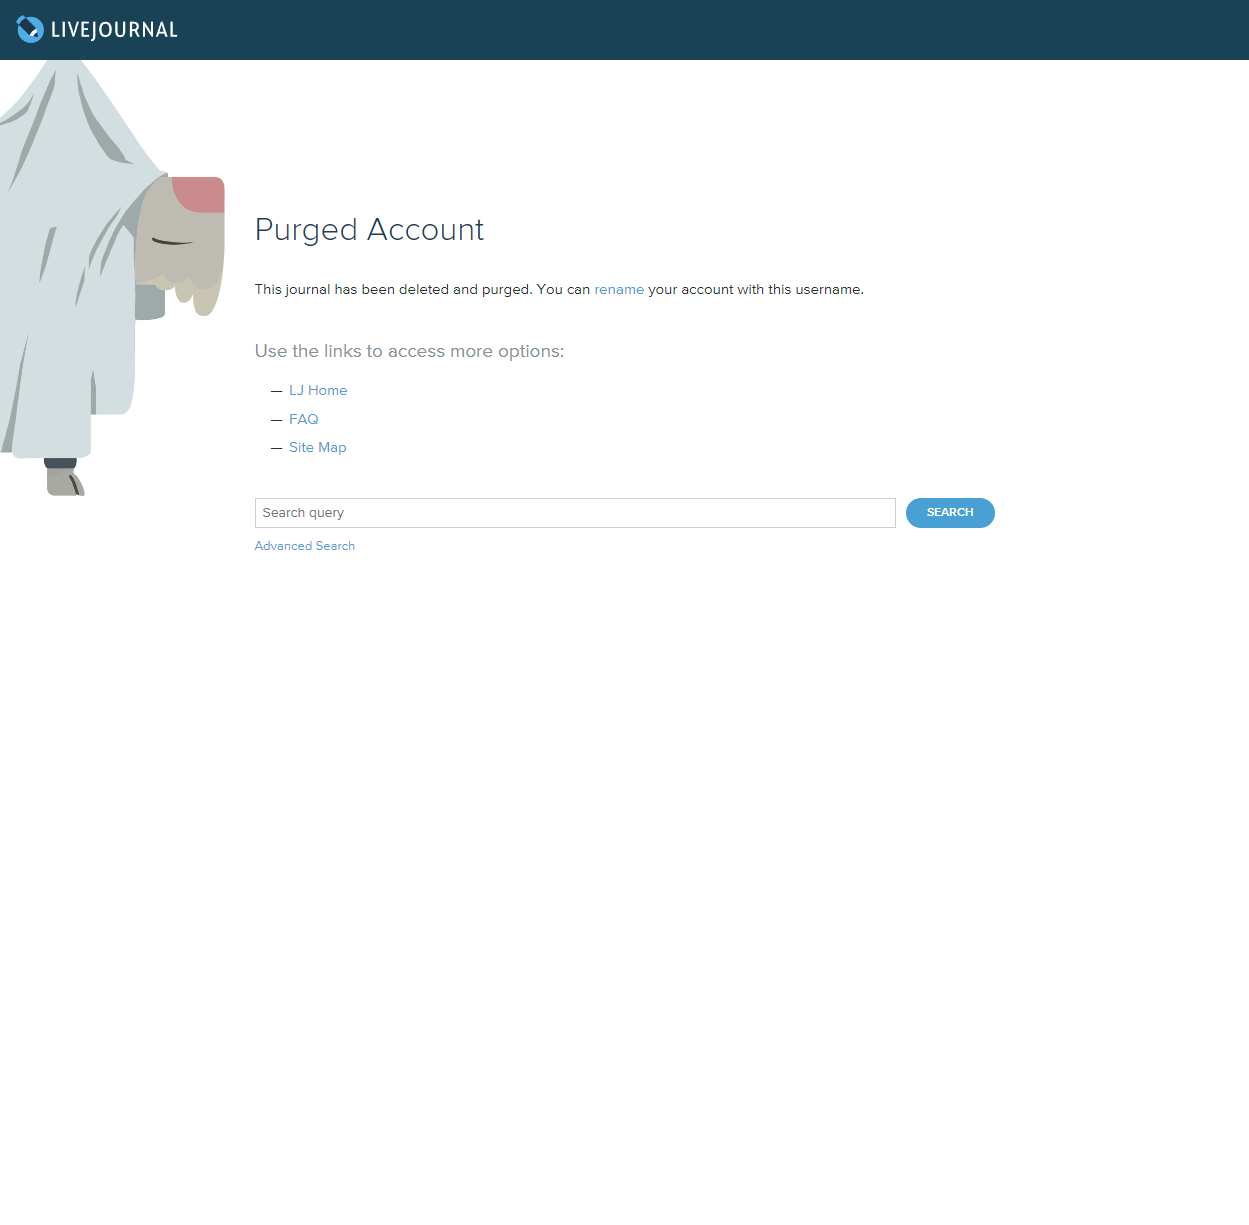 LIVEJOURNAL
Purged Account
This journal has been deleted and purged. You can rename your account with this username.
Use the links to access more options:
— LJ Home
— FAQ
— Site Map
Search query
SEARCH
Advanced Search